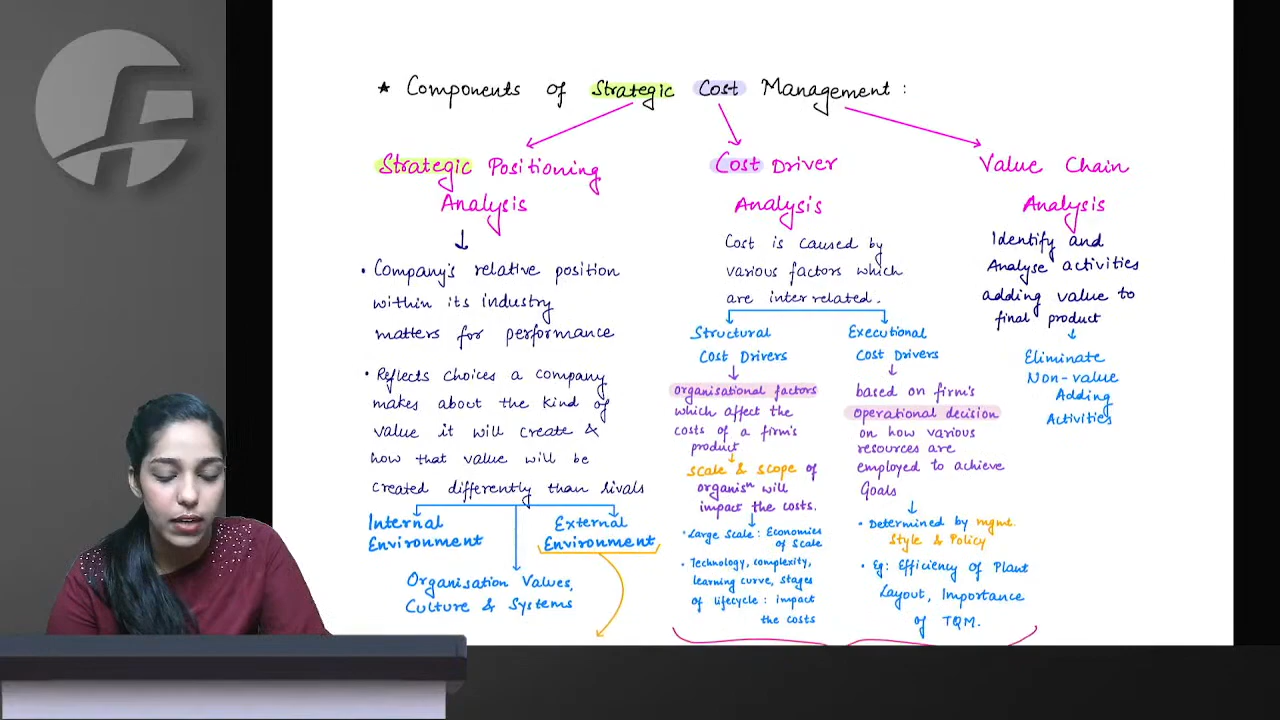 ★ Components of Strategic Cost Management :
Strategic Positioning
Analysis
• Company's relative position
within its industry
matters for performance
• Reflects choices a company
makes about the kind of
value it will create &
how that value will be
created differently than rivals
Internal
Environment
Organisation Values,
Culture & Systems
External
Environment
Cost Driver
Analysis
Cost is caused by
various factors which
are interrelated.
Structural
Cost Drivers
organisational factors
which affect the
costs of a firm's
product
Scale & scope of
organisⁿ will
impact the costs.
• Large Scale : Economies
of Scale
• Technology, complexity,
learning curve, stages
of lifecycle : impact
the costs
Executional
Cost Drivers
based on firm's
operational decision
on how various
resources are
employed to achieve
Goals
• Determined by mgmt.
Style & Policy
• Eg: Efficiency of Plant
Layout, Importance
of TQM.
Value Chain
Analysis
Identify and
Analyse activities
adding value to
final product
Eliminate
Non-value
Adding
Activities